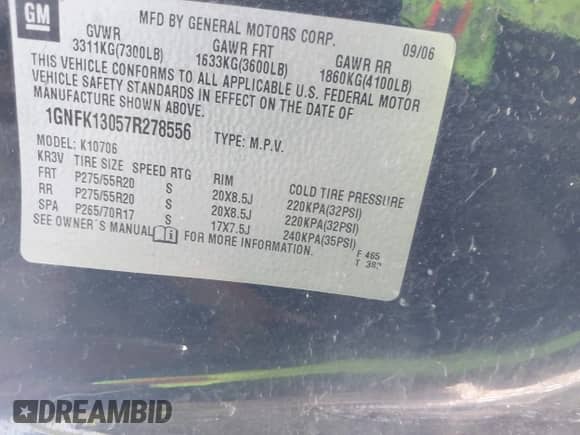 GM
MFD BY GENERAL MOTORS CORP.
09/06
GVWR GAWR FRT GAWR RR
3311KG(7300LB) 1633KG(3600LB) 1860KG(4100LB)
THIS VEHICLE CONFORMS TO ALL APPLICABLE U.S. FEDERAL MOTOR
VEHICLE SAFETY STANDARDS IN EFFECT ON THE DATE OF
MANUFACTURE SHOWN ABOVE.
1GNFK13057R278556 TYPE: M.P.V.
MODEL: K10706
KR3V TIRE SIZE SPEED RTG RIM COLD TIRE PRESSURE
FRT P275/55R20 S 20X8.5J 220KPA(32PSI)
RR P275/55R20 S 20X8.5J 220KPA(32PSI)
SPA P265/70R17 S 17X7.5J 240KPA(35PSI)
SEE OWNER'S MANUAL i FOR MORE INFORMATION.
F 465
T
DREAMBID